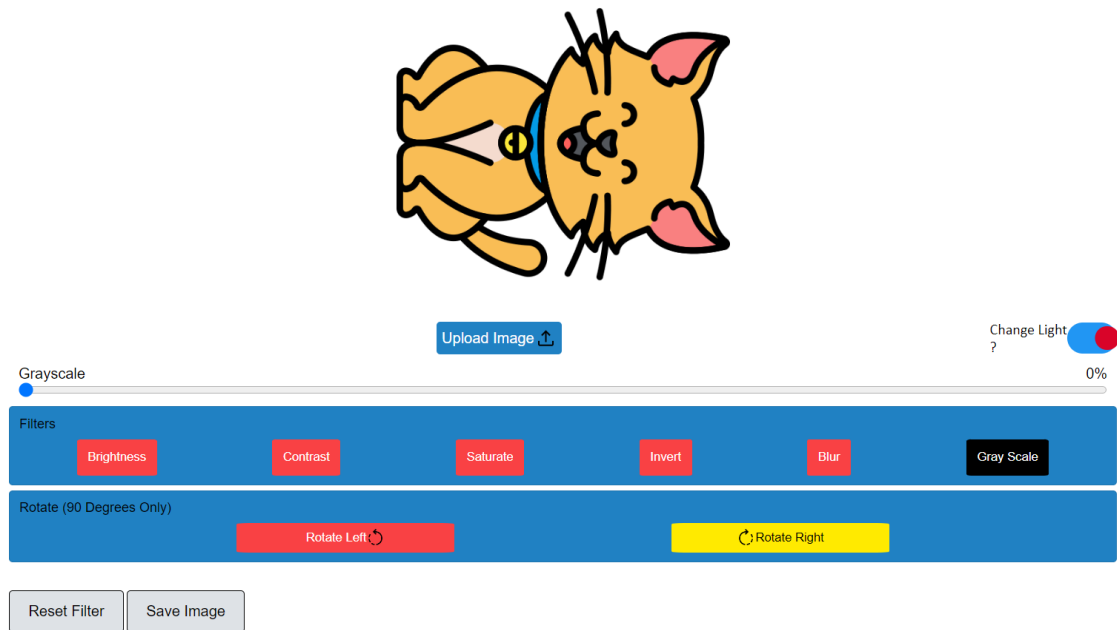 Upload Image
Change Light
?
Grayscale 0%
Filters
Brightness Contrast Saturate Invert Blur Gray Scale
Rotate (90 Degrees Only)
Rotate Left Rotate Right
Reset Filter Save Image